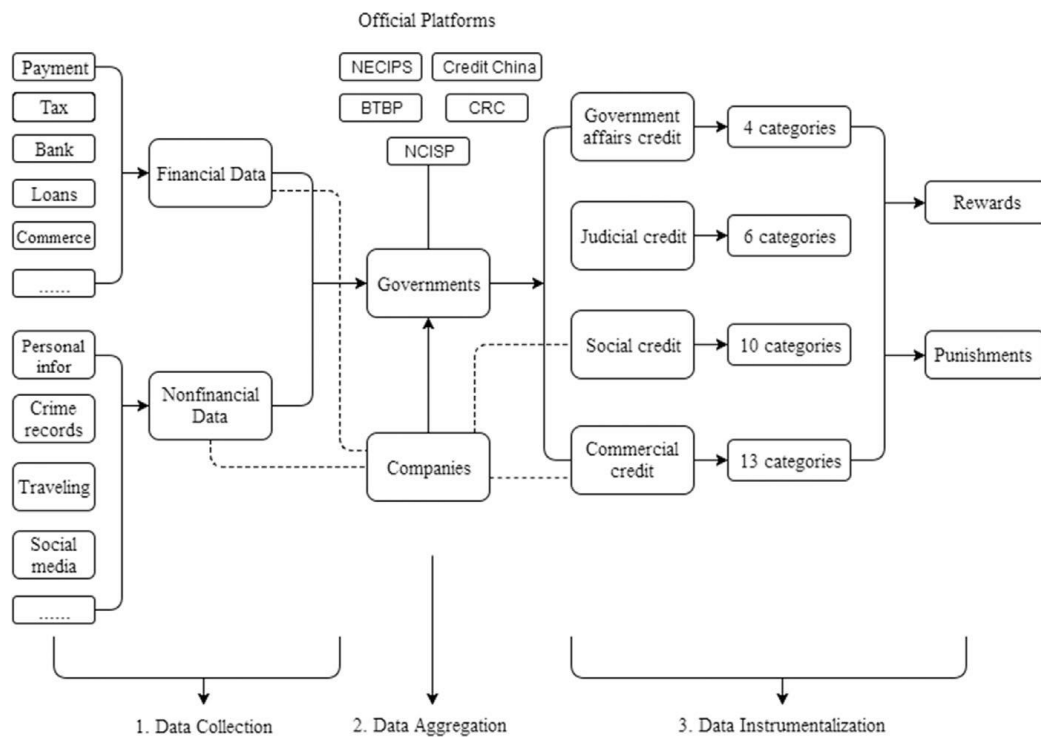 Official Platforms
NECIPS
Credit China
BTBP
CRC
NCISP
Payment
Tax
Bank
Loans
Commerce
......
Personal
infor
Crime
records
Traveling
Social
media
......
Financial Data
Nonfinancial
Data
Governments
Companies
Government
affairs credit
Judicial credit
Social credit
Commercial
credit
4 categories
6 categories
10 categories
13 categories
Rewards
Punishments
1. Data Collection
2. Data Aggregation
3. Data Instrumentalization